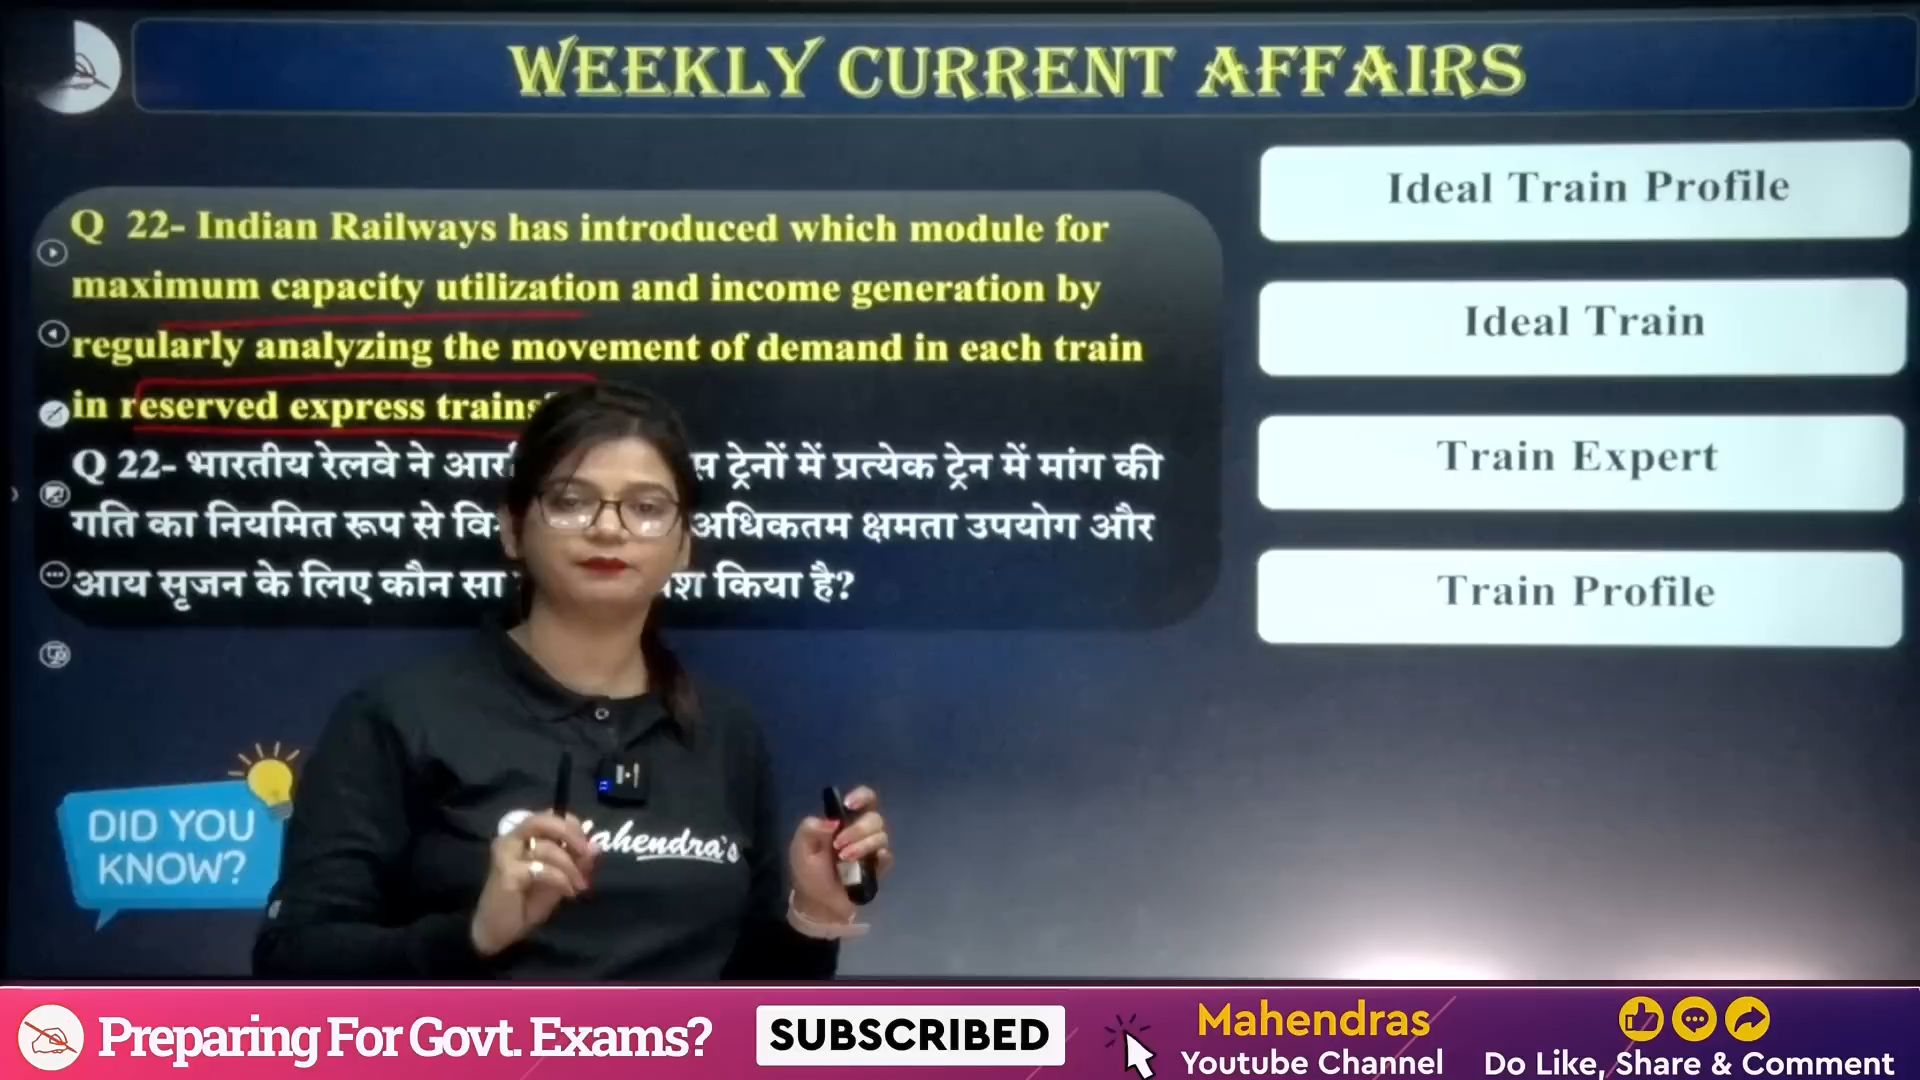 WEEKLY CURRENT AFFAIRS
Q 22- Indian Railways has introduced which module for
maximum capacity utilization and income generation by
regularly analyzing the movement of demand in each train
in reserved express trains
Q 22- भारतीय रेलवे ने ट्रेनों में प्रत्येक ट्रेन में मांग की
गति का नियमित रूप से अधिकतम क्षमता उपयोग और
आय सृजन के लिए कौन सा किया है?
Ideal Train Profile
Ideal Train
Train Expert
Train Profile
DID YOU
KNOW?
Mahendra's
Preparing For Govt. Exams?
SUBSCRIBED
Mahendras
Youtube Channel
Do Like, Share & Comment